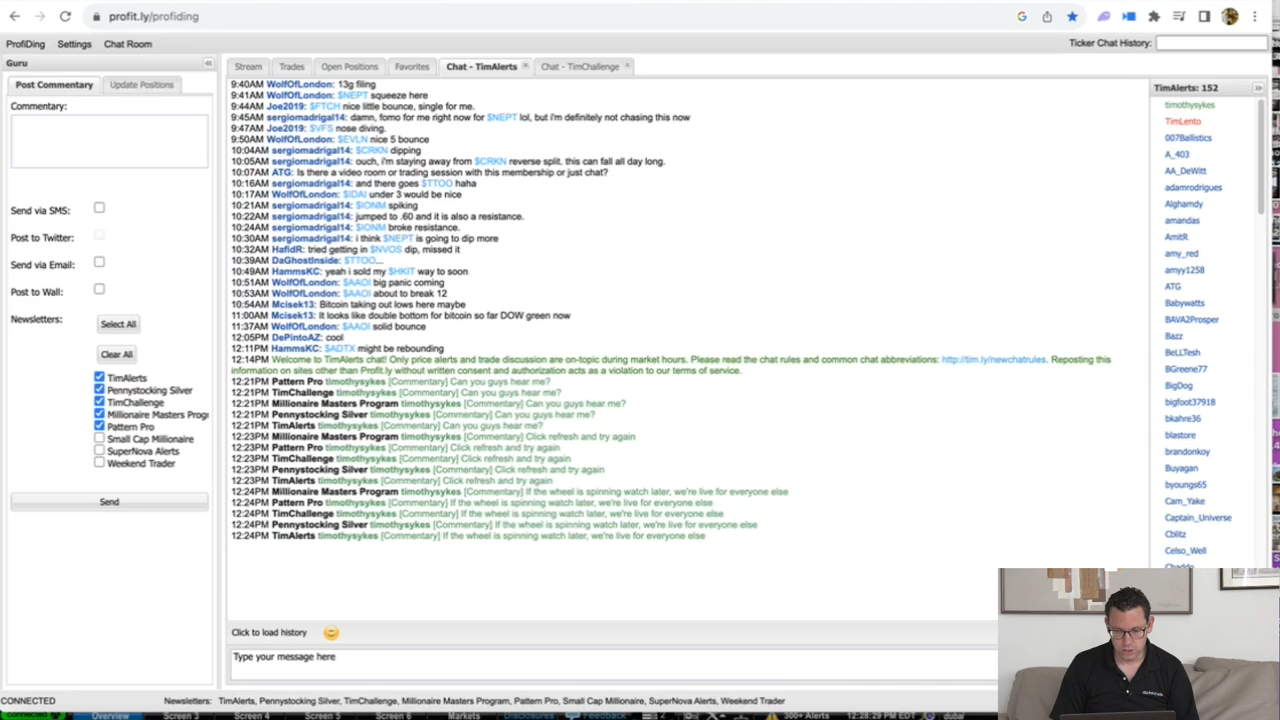 profit.ly/profiding
ProfiDing Settings Chat Room
Ticker Chat History:
Guru
Post Commentary Update Positions
Commentary:
Send via SMS:
Post to Twitter:
Send via Email:
Post to Wall:
Newsletters:
Select All
Clear All
TimAlerts
Pennystocking Silver
TimChallenge
Millionaire Masters Progr
Pattern Pro
Small Cap Millionaire
SuperNova Alerts
Weekend Trader
Send
Stream Trades Open Positions Favorites Chat - TimAlerts Chat - TimChallenge
9:40AM WolfOfLondon: 13g filing
9:41AM WolfOfLondon: $NEPT squeeze here
9:44AM Joe2019: $FTCH nice little bounce, single for me.
9:45AM sergiomadrigal14: damn, fomo for me right now for $NEPT lol, but i'm definitely not chasing this now
9:47AM Joe2019: $VFS nose diving.
9:50AM WolfOfLondon: $EVLN nice 5 bounce
10:04AM sergiomadrigal14: $CRKN dipping
10:05AM sergiomadrigal14: ouch, i'm staying away from $CRKN reverse split. this can fall all day long.
10:07AM ATG: Is there a video room or trading session with this membership or just chat?
10:16AM sergiomadrigal14: and there goes $TTOO haha
10:17AM WolfOfLondon: $IDAI under 3 would be nice
10:21AM sergiomadrigal14: $IONM spiking
10:22AM sergiomadrigal14: jumped to .60 and it is also a resistance.
10:24AM sergiomadrigal14: $IONM broke resistance.
10:30AM sergiomadrigal14: i think $NEPT is going to dip more
10:32AM HafidR: tried getting in $NVOS dip, missed it
10:39AM DaGhostInside: $TTOO...
10:49AM HammsKC: yeah i sold my $HKIT way to soon
10:51AM WolfOfLondon: $AAOI big panic coming
10:53AM WolfOfLondon: $AAOI about to break 12
10:54AM Mcisek13: Bitcoin taking out lows here maybe
11:00AM Mcisek13: It looks like double bottom for bitcoin so far DOW green now
11:37AM WolfOfLondon: $AAOI solid bounce
12:05PM DePintoAZ: cool
12:11PM HammsKC: $ADTX might be rebounding
12:14PM Welcome to TimAlerts chat! Only price alerts and trade discussion are on-topic during market hours. Please read the chat rules and common chat abbreviations: http://tim.ly/newchatrules. Reposting
this information on sites other than Profit.ly without written consent and authorization acts as a violation to our terms of service.
12:21PM Pattern Pro timothysykes [Commentary] Can you guys hear me?
12:21PM TimChallenge timothysykes [Commentary] Can you guys hear me?
12:21PM Millionaire Masters Program timothysykes [Commentary] Can you guys hear me?
12:21PM Pennystocking Silver timothysykes [Commentary] Can you guys hear me?
12:21PM TimAlerts timothysykes [Commentary] Can you guys hear me?
12:23PM Millionaire Masters Program timothysykes [Commentary] Click refresh and try again
12:23PM Pattern Pro timothysykes [Commentary] Click refresh and try again
12:23PM TimChallenge timothysykes [Commentary] Click refresh and try again
12:23PM Pennystocking Silver timothysykes [Commentary] Click refresh and try again
12:23PM TimAlerts timothysykes [Commentary] Click refresh and try again
12:24PM Millionaire Masters Program timothysykes [Commentary] If the wheel is spinning watch later, we're live for everyone else
12:24PM Pattern Pro timothysykes [Commentary] If the wheel is spinning watch later, we're live for everyone else
12:24PM TimChallenge timothysykes [Commentary] If the wheel is spinning watch later, we're live for everyone else
12:24PM Pennystocking Silver timothysykes [Commentary] If the wheel is spinning watch later, we're live for everyone else
12:24PM TimAlerts timothysykes [Commentary] If the wheel is spinning watch later, we're live for everyone else
Click to load history
Type your message here
TimAlerts: 152
timothysykes
TimLento
007Ballistics
A_403
AA_DeWitt
adamrodrigues
Alghamdy
amandas
AmitR
amy_red
amyy1258
ATG
Babywatts
BAVA2Prosper
Bazz
BeLLTesh
BGreene77
BigDog
bigfoot37918
bkahre36
blastore
brandonkoy
Buyagan
byoungs65
Cam_Yake
Captain_Universe
Cblitz
Celso_Well
CONNECTED Newsletters: TimAlerts, Pennystocking Silver, TimChallenge, Millionaire Masters Program, Pattern Pro, Small Cap Millionaire, SuperNova Alerts, Weekend Trader
Overview Screen 3 Screen 4 Screen 5 Markets Disclosures Feedback 300+ Alerts 12:28:29 PM EDT dubai